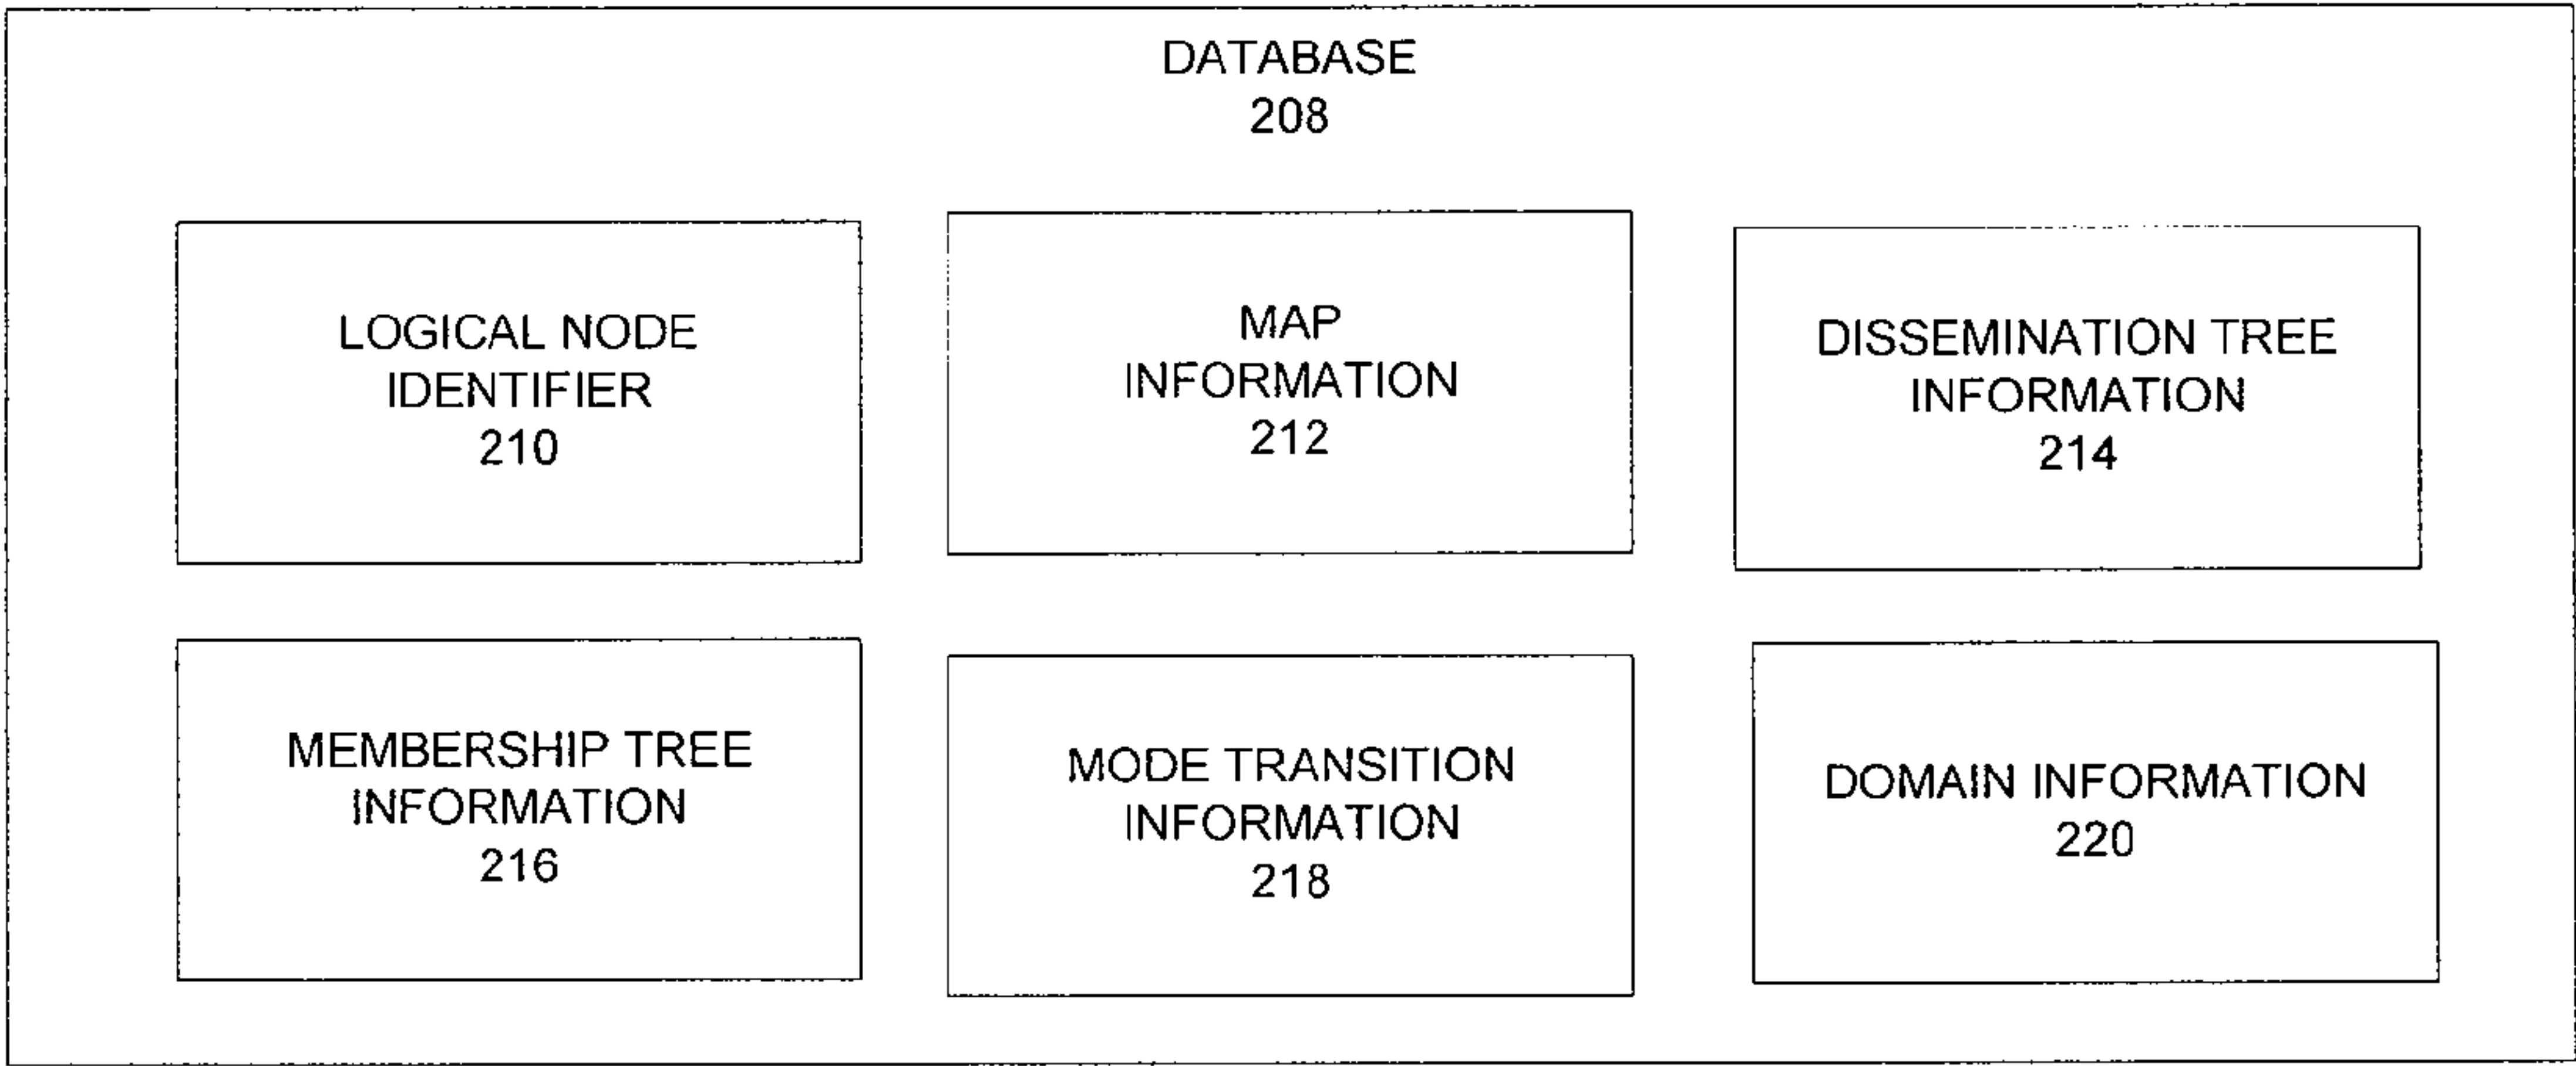 DATABASE
208
LOGICAL NODE
IDENTIFIER
210
MAP
INFORMATION
212
DISSEMINATION TREE
INFORMATION
214
MEMBERSHIP TREE
INFORMATION
216
MODE TRANSITION
INFORMATION
218
DOMAIN INFORMATION
220